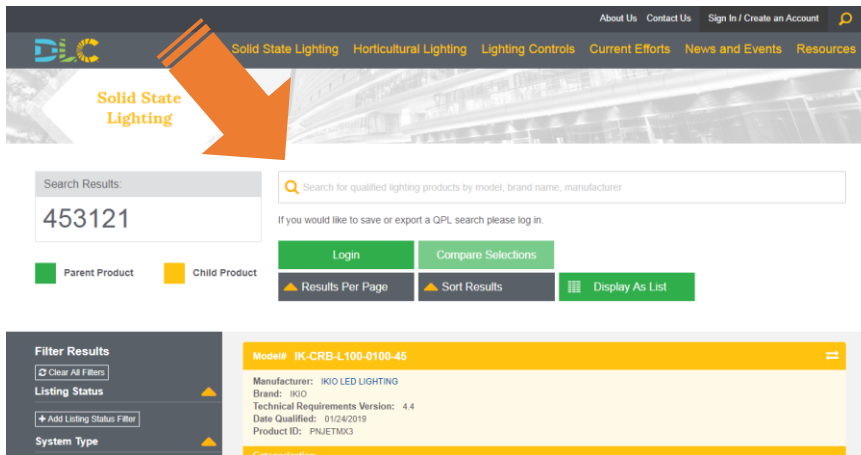 About Us Contact Us Sign In / Create an Account
DLC
Solid State Lighting Horticultural Lighting Lighting Controls Current Efforts News and Events Resources
Solid State
Lighting
Search Results:
453121
Search for qualified lighting products by model, brand name, manufacturer
If you would like to save or export a QPL search please log in.
Parent Product Child Product
Login Compare Selections
Results Per Page Sort Results Display As List
Filter Results
Clear All Filters
Listing Status
+ Add Listing Status Filter
System Type
Model# IK-CRB-L100-0100-45
Manufacturer: IKIO LED LIGHTING
Brand: IKIO
Technical Requirements Version: 4.4
Date Qualified: 01/24/2019
Product ID: PNJETMX3